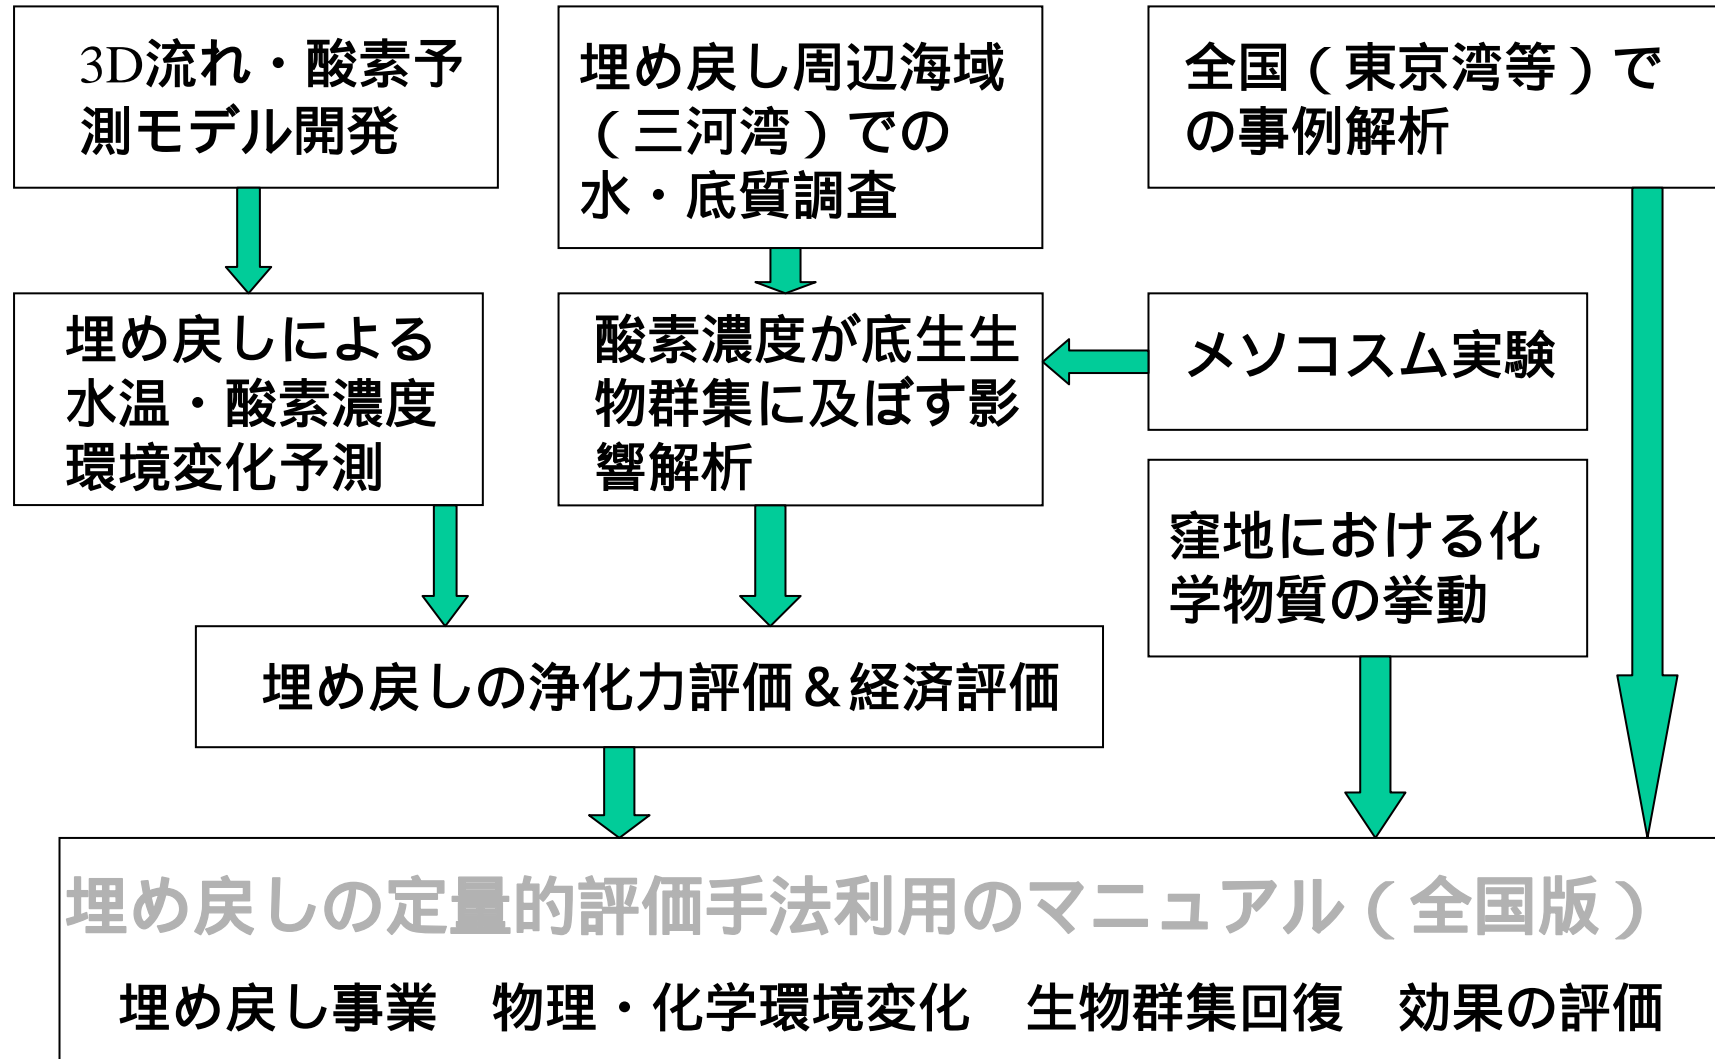 3D流れ・酸素予
測モデル開発
埋め戻し周辺海域
（三河湾）での
水・底質調査
全国（東京湾等）で
の事例解析
埋め戻しによる
水温・酸素濃度
環境変化予測
酸素濃度が底生生
物群集に及ぼす影
響解析
メソコスム実験
窪地における化
学物質の挙動
埋め戻しの浄化力評価＆経済評価
埋め戻しの定量的評価手法利用のマニュアル（全国版）
埋め戻し事業　物理・化学環境変化　生物群集回復　効果の評価